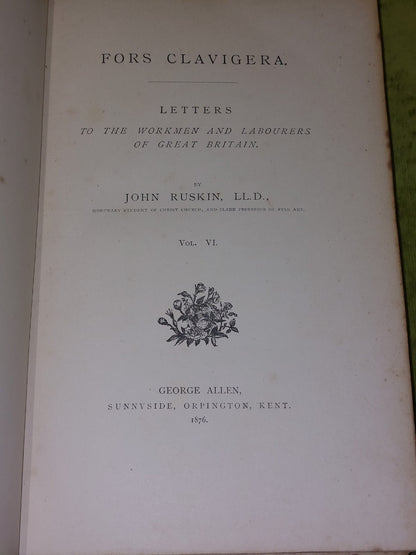 FORS CLAVIGERA.
LETTERS
TO THE WORKMEN AND LABOURERS
OF GREAT BRITAIN.
BY
JOHN RUSKIN, LL.D.,
HONORARY STUDENT OF CHRIST CHURCH, AND SLADE PROFESSOR OF FINE ART.
VOL. VI.
GEORGE ALLEN,
SUNNYSIDE, ORPINGTON, KENT.
1876.